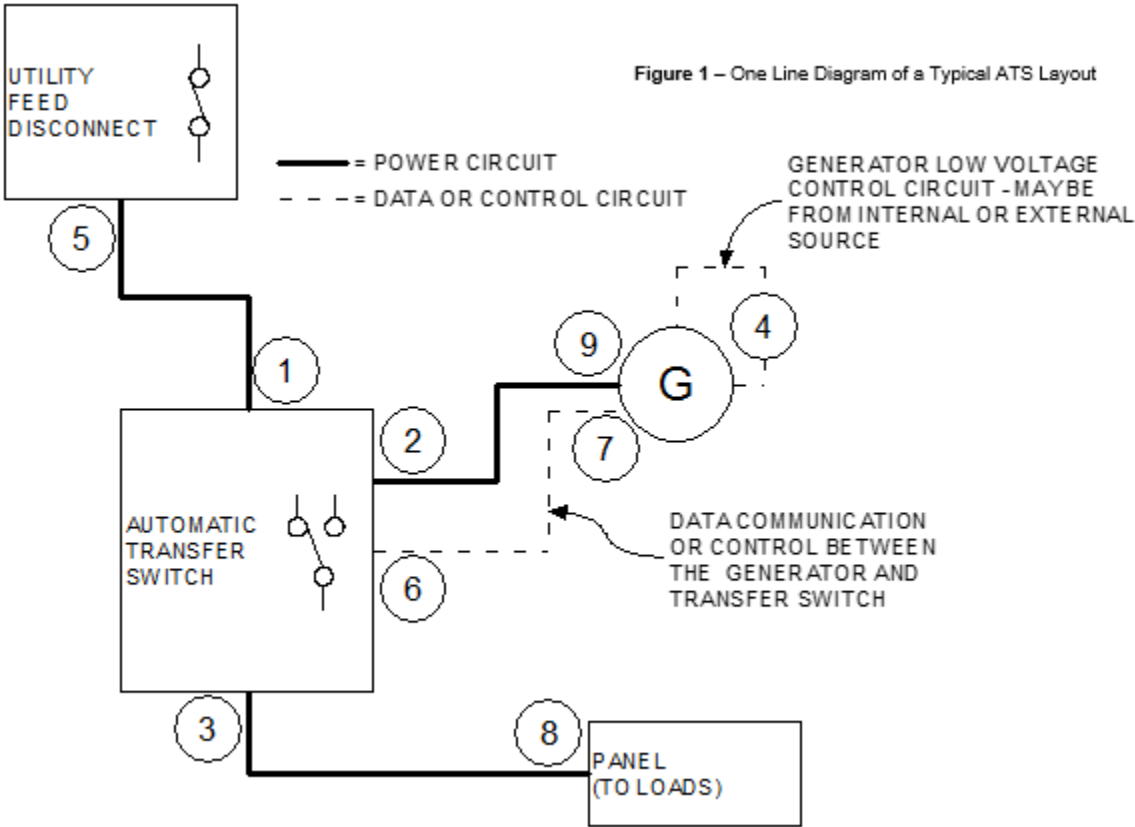 UTILITY
FEED
DISCONNECT
Figure 1 – One Line Diagram of a Typical ATS Layout
= POWER CIRCUIT
= DATA OR CONTROL CIRCUIT
GENERATOR LOW VOLTAGE
CONTROL CIRCUIT - MAYBE
FROM INTERNAL OR EXTERNAL
SOURCE
5
4
9
1
G
2
7
AUTOMATIC
TRANSFER
SWITCH
DATA COMMUNICATION
OR CONTROL BETWEEN
THE GENERATOR AND
TRANSFER SWITCH
6
3
8
PANEL
(TO LOADS)